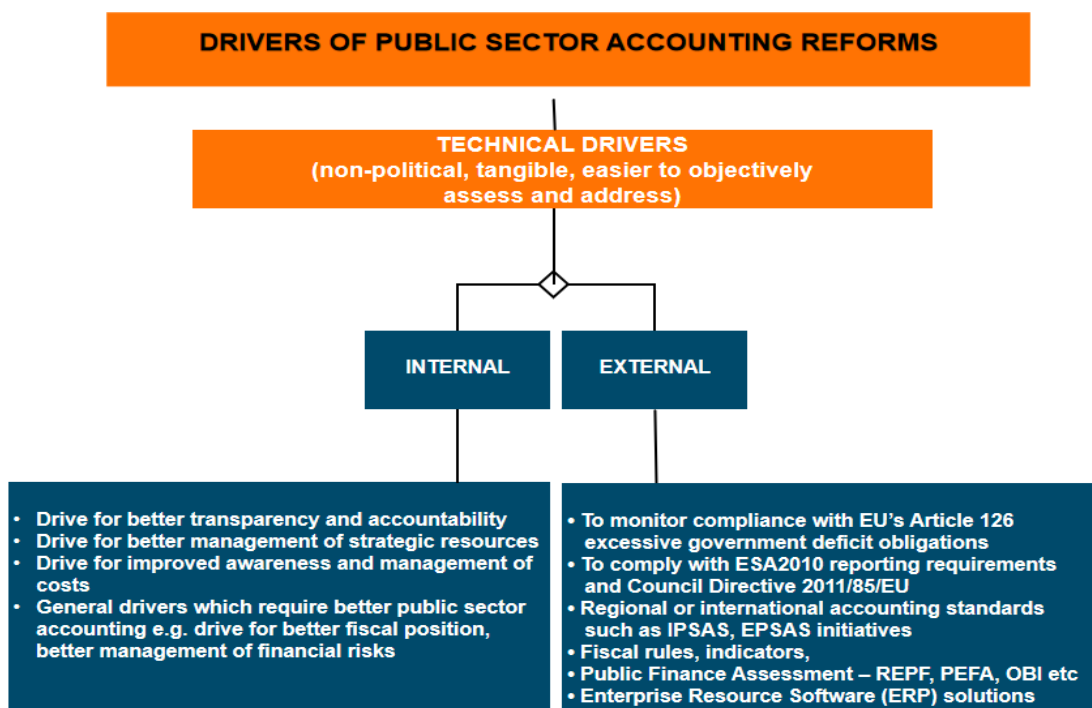 DRIVERS OF PUBLIC SECTOR ACCOUNTING REFORMS
TECHNICAL DRIVERS
(non-political, tangible, easier to objectively
assess and address)
INTERNAL
EXTERNAL
• Drive for better transparency and accountability
• Drive for better management of strategic resources
• Drive for improved awareness and management of
costs
• General drivers which require better public sector
accounting e.g. drive for better fiscal position,
better management of financial risks
• To monitor compliance with EU’s Article 126
excessive government deficit obligations
• To comply with ESA2010 reporting requirements
and Council Directive 2011/85/EU
• Regional or international accounting standards
such as IPSAS, EPSAS initiatives
• Fiscal rules, indicators,
• Public Finance Assessment – REPF, PEFA, OBI etc
• Enterprise Resource Software (ERP) solutions